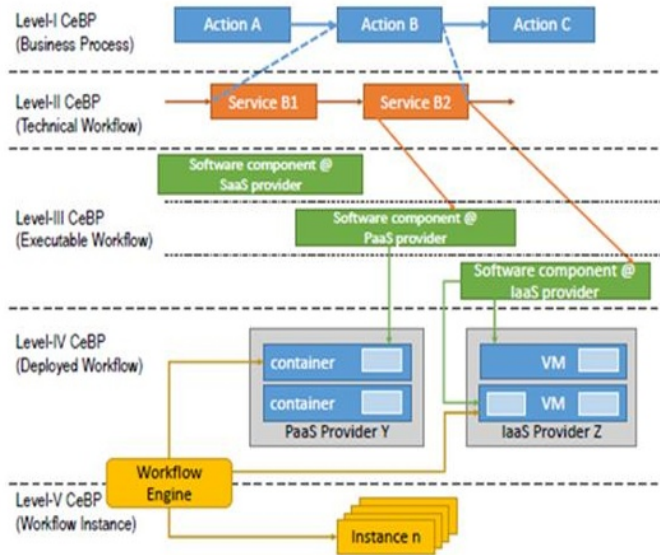 Level-I CeBP
(Business Process)
Action A
Action B
Action C
Level-II CeBP
(Technical Workflow)
Service B1
Service B2
Software component @
SaaS provider
Level-III CeBP
(Executable Workflow)
Software component @
PaaS provider
Software component @
IaaS provider
Level-IV CeBP
(Deployed Workflow)
container
container
PaaS Provider Y
VM
VM
IaaS Provider Z
Workflow
Engine
Level-V CeBP
(Workflow Instance)
Instance n